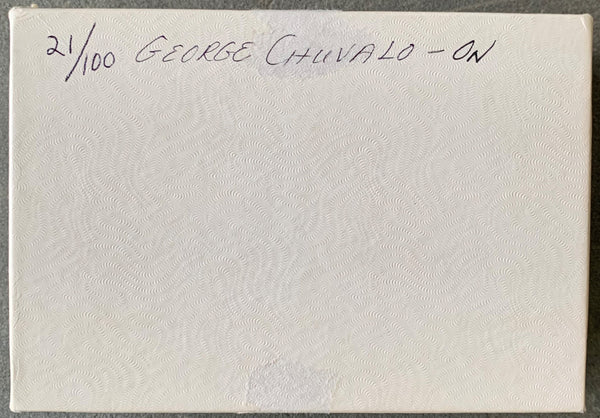 21/100 GEORGE CHUVALO - ON